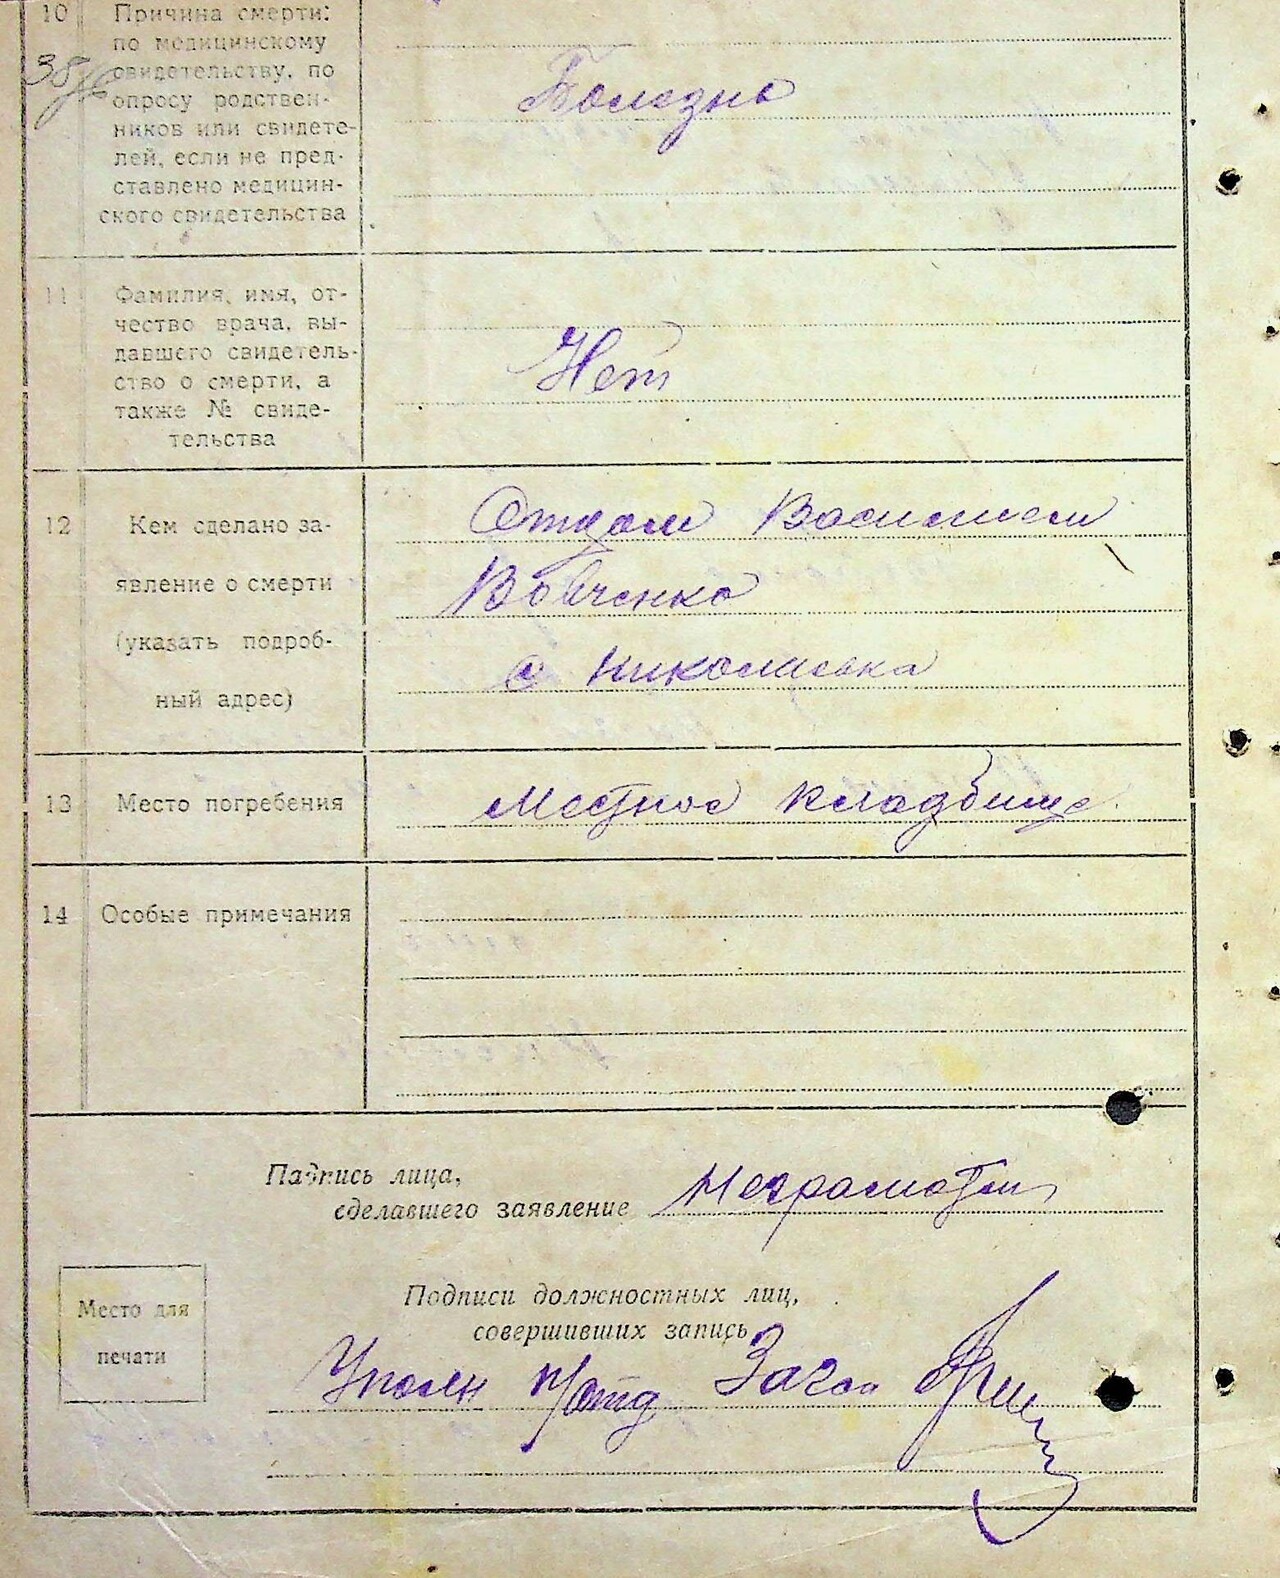 10 Причина смерти:
по медицинскому
свидетельству, по
опросу родствен-
ников или свидете-
лей, если не пред-
ставлено медицин-
ского свидетельства
38
Болезнь
11 Фамилия, имя, от-
чество врача, вы-
давшего свидетель-
ство о смерти, а
также № свиде-
тельства
Нет
12 Кем сделано за-
явление о смерти
(указать подроб-
ный адрес)
Отцом Василием
Вовченко
с Николаевка
13 Место погребения
Местное кладбище
14 Особые примечания
Падпись лица,
сделавшего заявление Неграмотн
Место для
печати
Подписи должностных лиц,
совершивших запись
Уполн